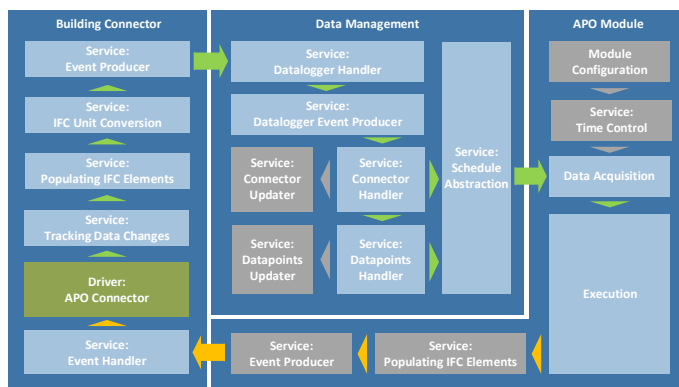 Building Connector
Service:
Event Producer
Service:
IFC Unit Conversion
Service:
Populating IFC Elements
Service:
Tracking Data Changes
Driver:
APO Connector
Service:
Event Handler
Data Management
Service:
Datalogger Handler
Service:
Datalogger Event Producer
Service:
Connector
Updater
Service:
Connector
Handler
Service:
Datapoints
Updater
Service:
Datapoints
Handler
Service:
Schedule
Abstraction
APO Module
Module
Configuration
Service:
Time Control
Data Acquisition
Execution
Service:
Event Producer
Service:
Populating IFC Elements